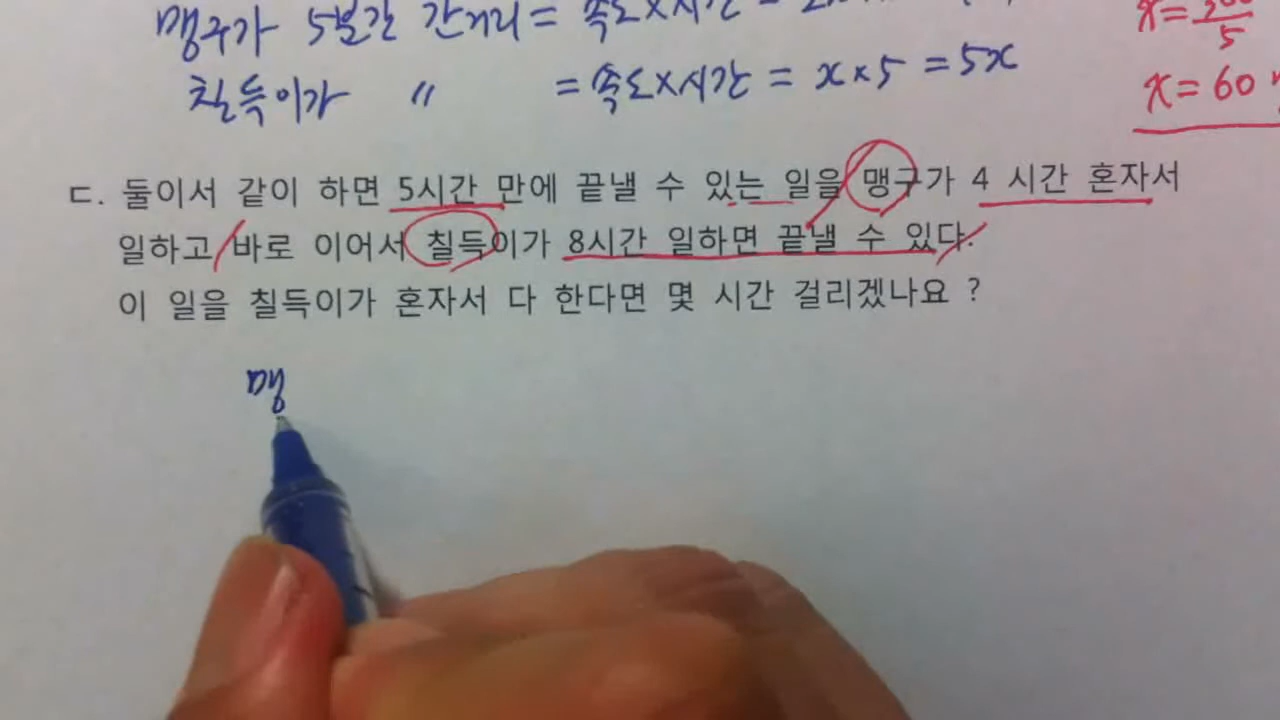 맹구가 5분간 간거리 = 속도×시간 =
칠득이가 〃 = 속도×시간 = x×5 = 5x
x=300/5
x=60
ㄷ. 둘이서 같이 하면 5시간 만에 끝낼 수 있는 일을 맹구가 4 시간 혼자서
일하고 바로 이어서 칠득이가 8시간 일하면 끝낼 수 있다.
이 일을 칠득이가 혼자서 다 한다면 몇 시간 걸리겠나요 ?
맹